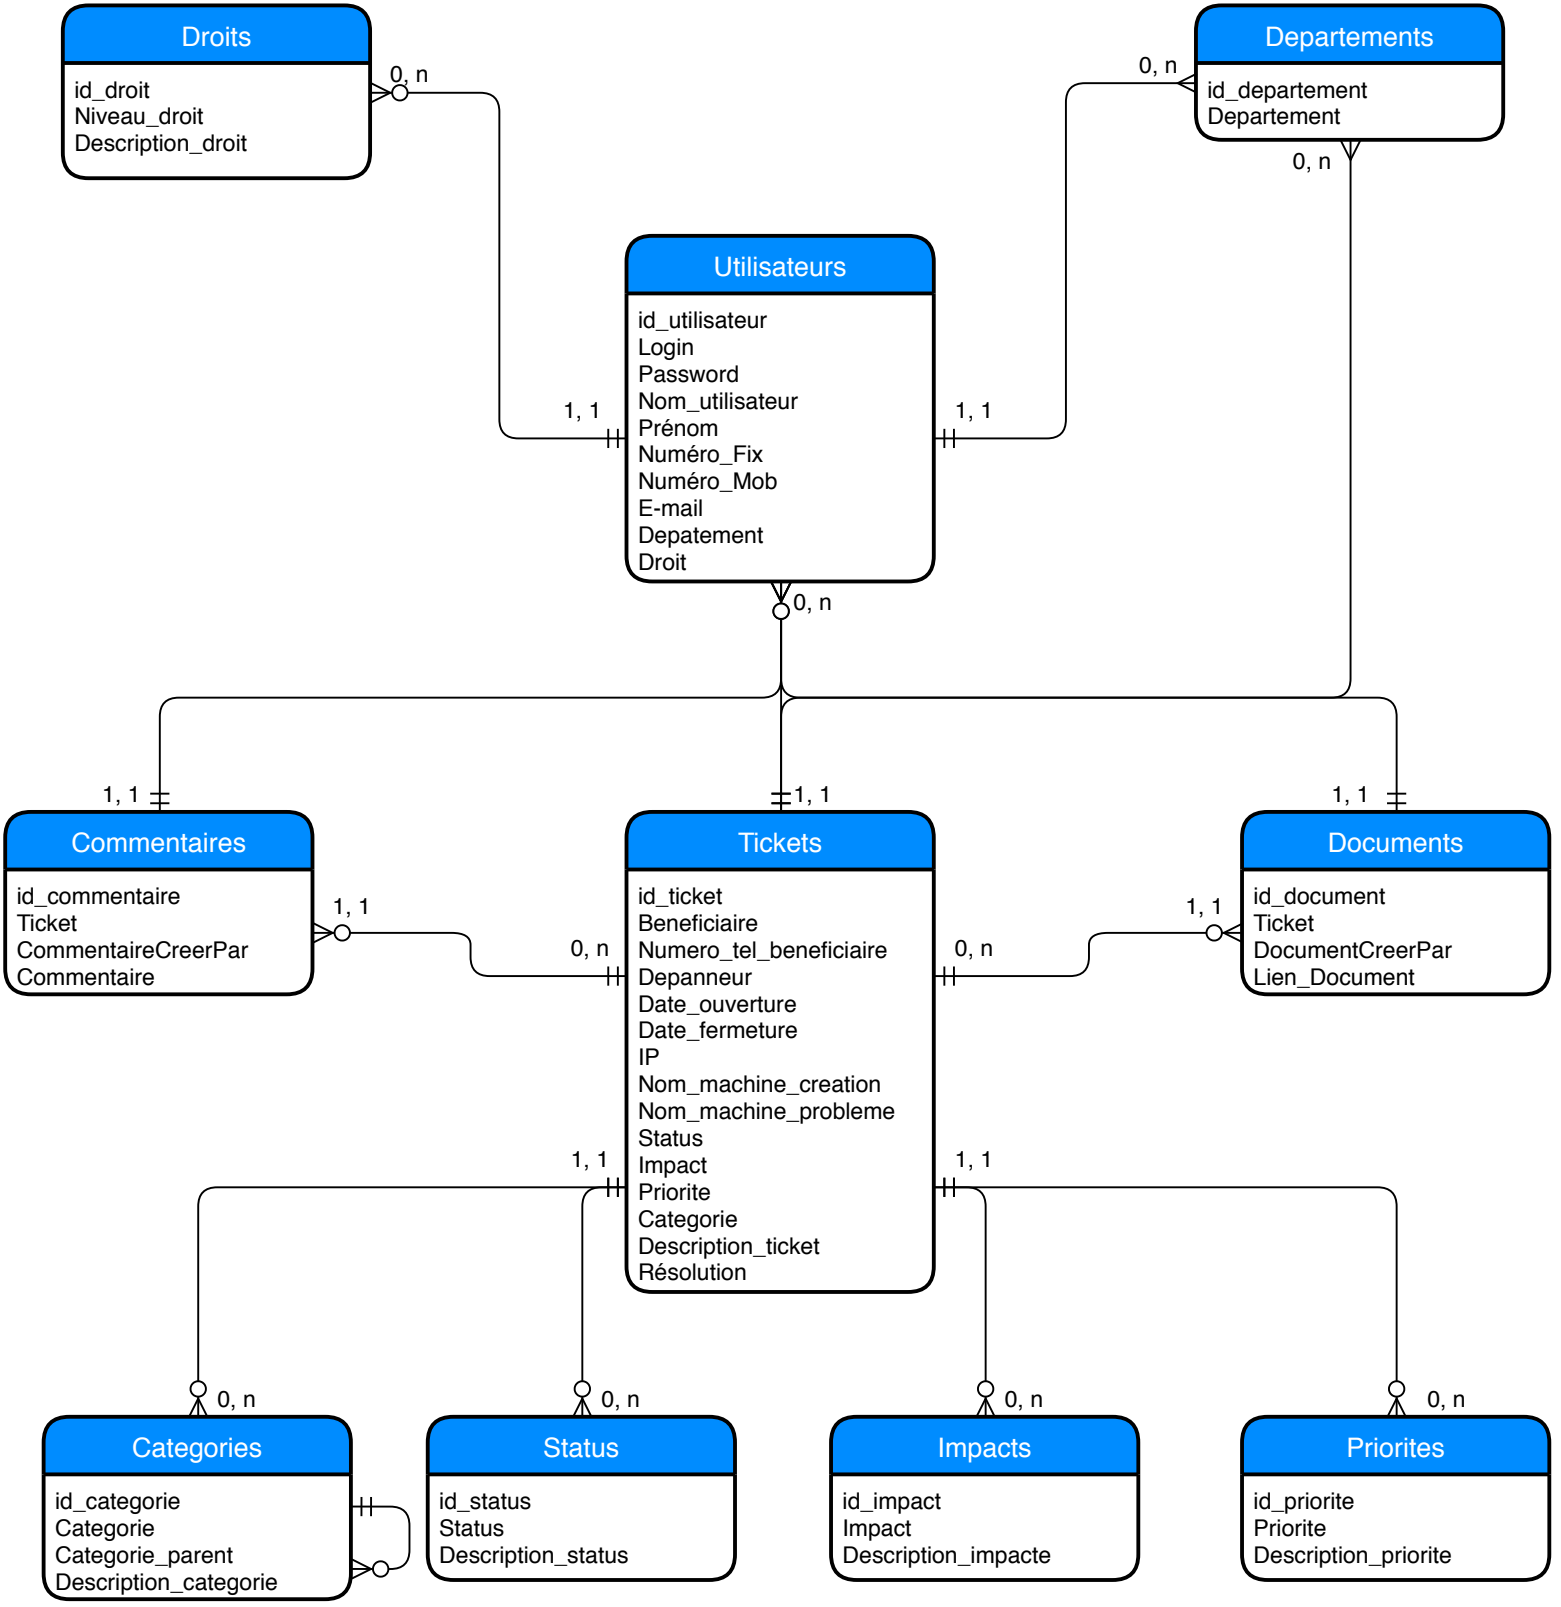 Droits
id_droit
Niveau_droit
Description_droit
0, n
Departements
id_departement
Departement
0, n
0, n
Utilisateurs
id_utilisateur
Login
Password
Nom_utilisateur
Prénom
Numéro_Fix
Numéro_Mob
E-mail
Depatement
Droit
1, 1
1, 1
0, n
1, 1
1, 1
1, 1
Commentaires
id_commentaire
Ticket
CommentaireCreerPar
Commentaire
1, 1
0, n
Tickets
id_ticket
Beneficiaire
Numero_tel_beneficiaire
Depanneur
Date_ouverture
Date_fermeture
IP
Nom_machine_creation
Nom_machine_probleme
Status
Impact
Priorite
Categorie
Description_ticket
Résolution
0, n
1, 1
Documents
id_document
Ticket
DocumentCreerPar
Lien_Document
1, 1
1, 1
0, n
0, n
0, n
0, n
Categories
id_categorie
Categorie
Categorie_parent
Description_categorie
Status
id_status
Status
Description_status
Impacts
id_impact
Impact
Description_impacte
Priorites
id_priorite
Priorite
Description_priorite